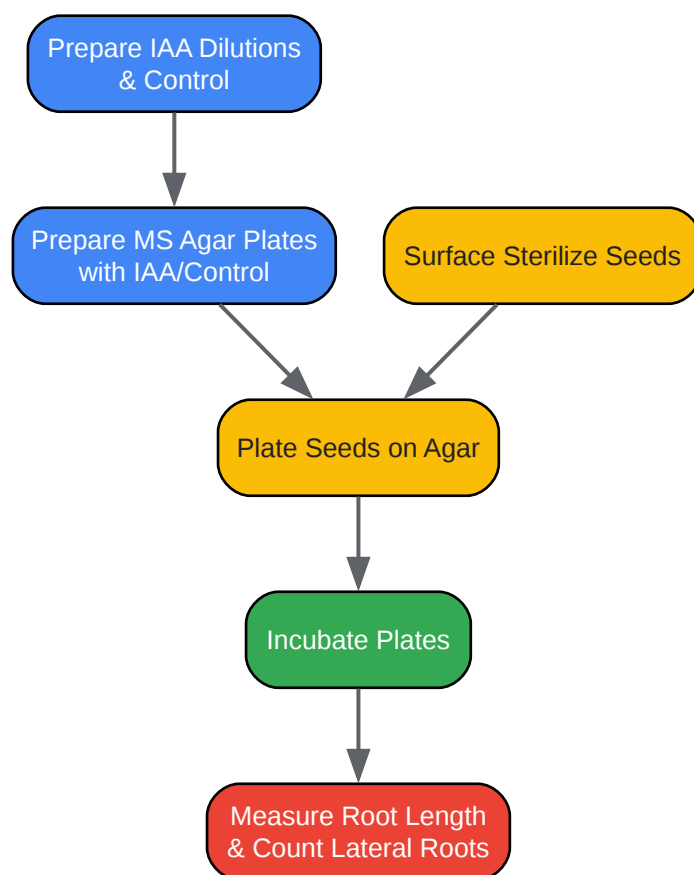 Prepare IAA Dilutions
& Control
Prepare MS Agar Plates
with IAA/Control
Surface Sterilize Seeds
Plate Seeds on Agar
Incubate Plates
Measure Root Length
& Count Lateral Roots